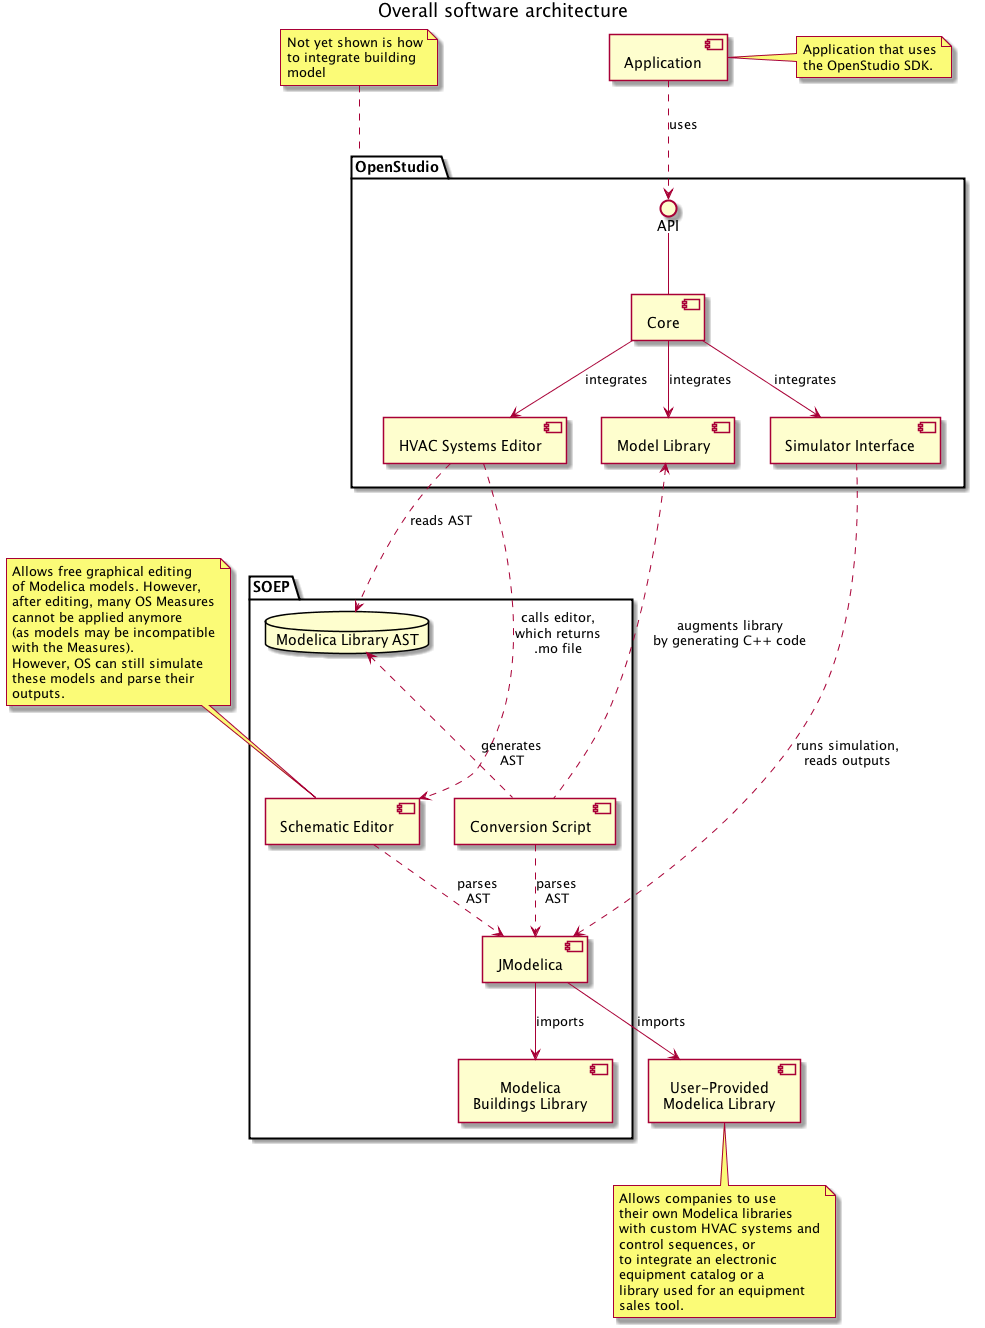 Overall software architecture
Not yet shown is how
to integrate building
model
Application
Application that uses
the OpenStudio SDK.
uses
OpenStudio
API
Core
integrates
integrates
integrates
HVAC Systems Editor
Model Library
Simulator Interface
reads AST
Allows free graphical editing
of Modelica models. However,
after editing, many OS Measures
cannot be applied anymore
(as models may be incompatible
with the Measures).
However, OS can still simulate
these models and parse their
outputs.
SOEP
Modelica Library AST
calls editor,
which returns
.mo file
augments library
by generating C++ code
generates
AST
runs simulation,
reads outputs
Schematic Editor
Conversion Script
parses
AST
parses
AST
JModelica
imports
imports
Modelica
Buildings Library
User-Provided
Modelica Library
Allows companies to use
their own Modelica libraries
with custom HVAC systems and
control sequences, or
to integrate an electronic
equipment catalog or a
library used for an equipment
sales tool.